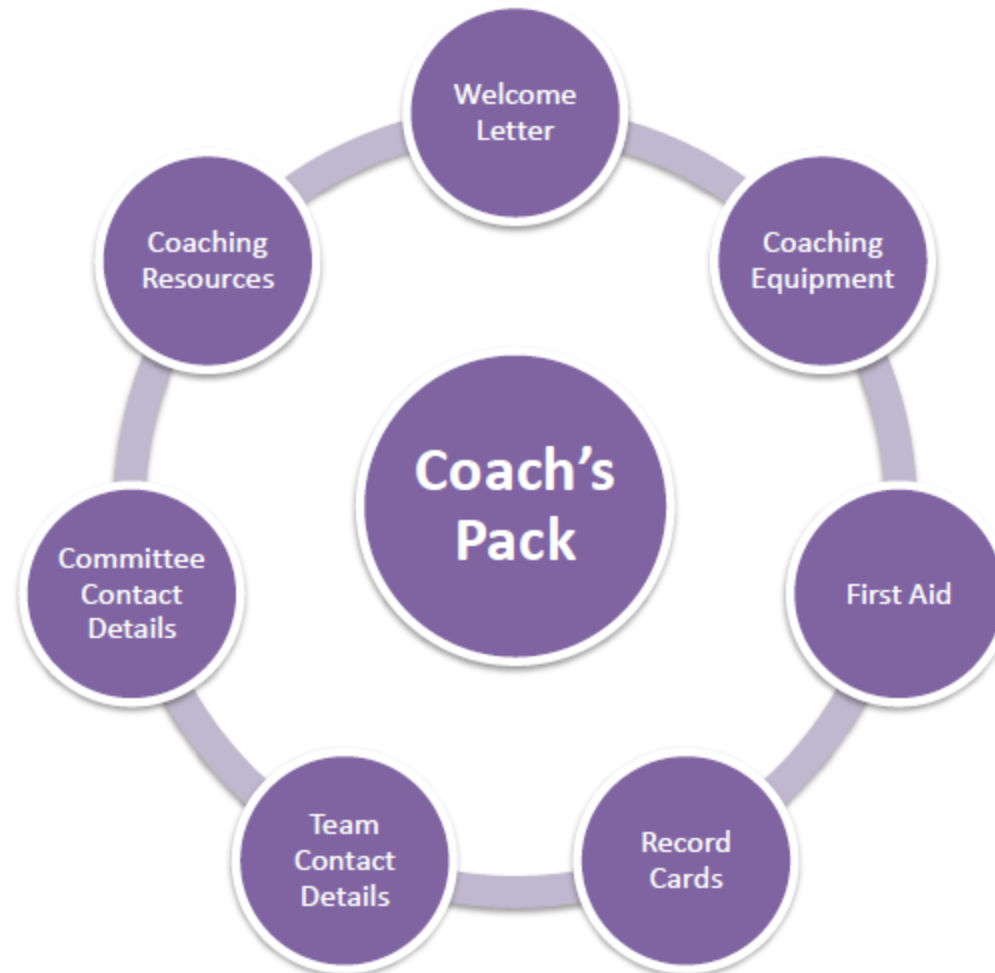 Welcome
Letter
Coaching
Equipment
First Aid
Record
Cards
Team
Contact
Details
Committee
Contact
Details
Coaching
Resources
Coach’s
Pack